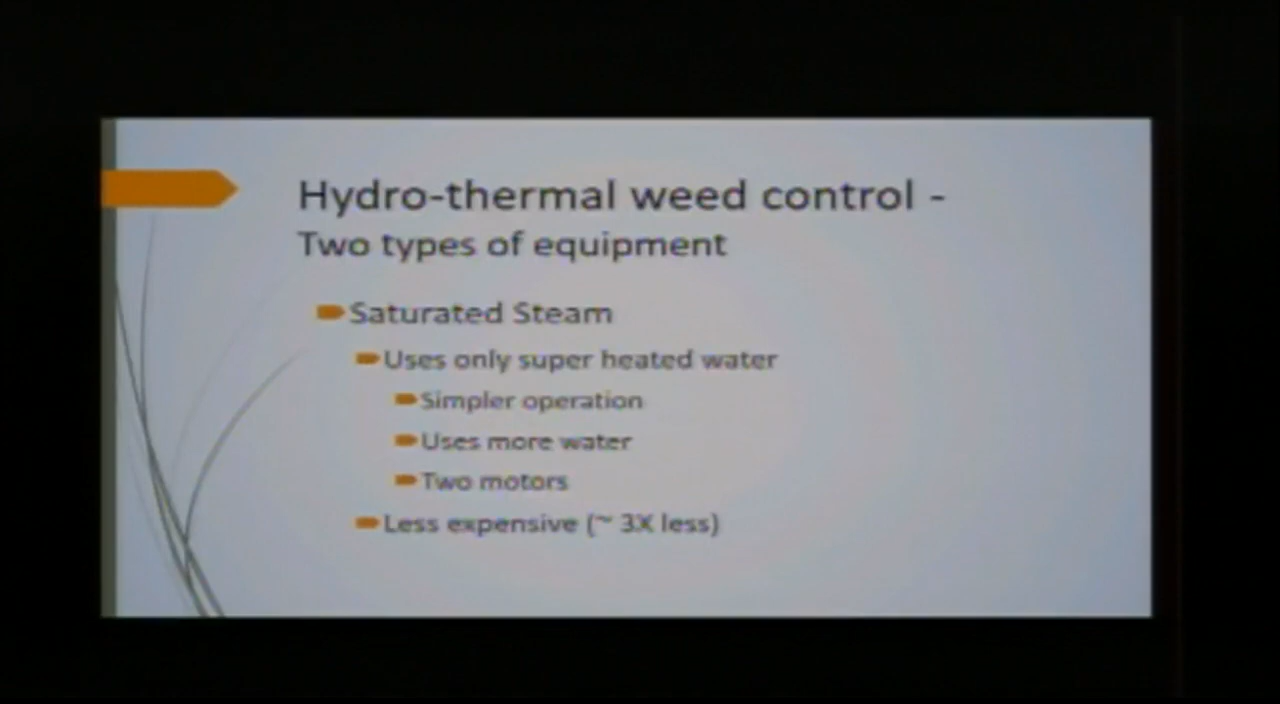 Hydro-thermal weed control -
Two types of equipment
Saturated Steam
Uses only super heated water
Simpler operation
Uses more water
Two motors
Less expensive (~ 3X less)